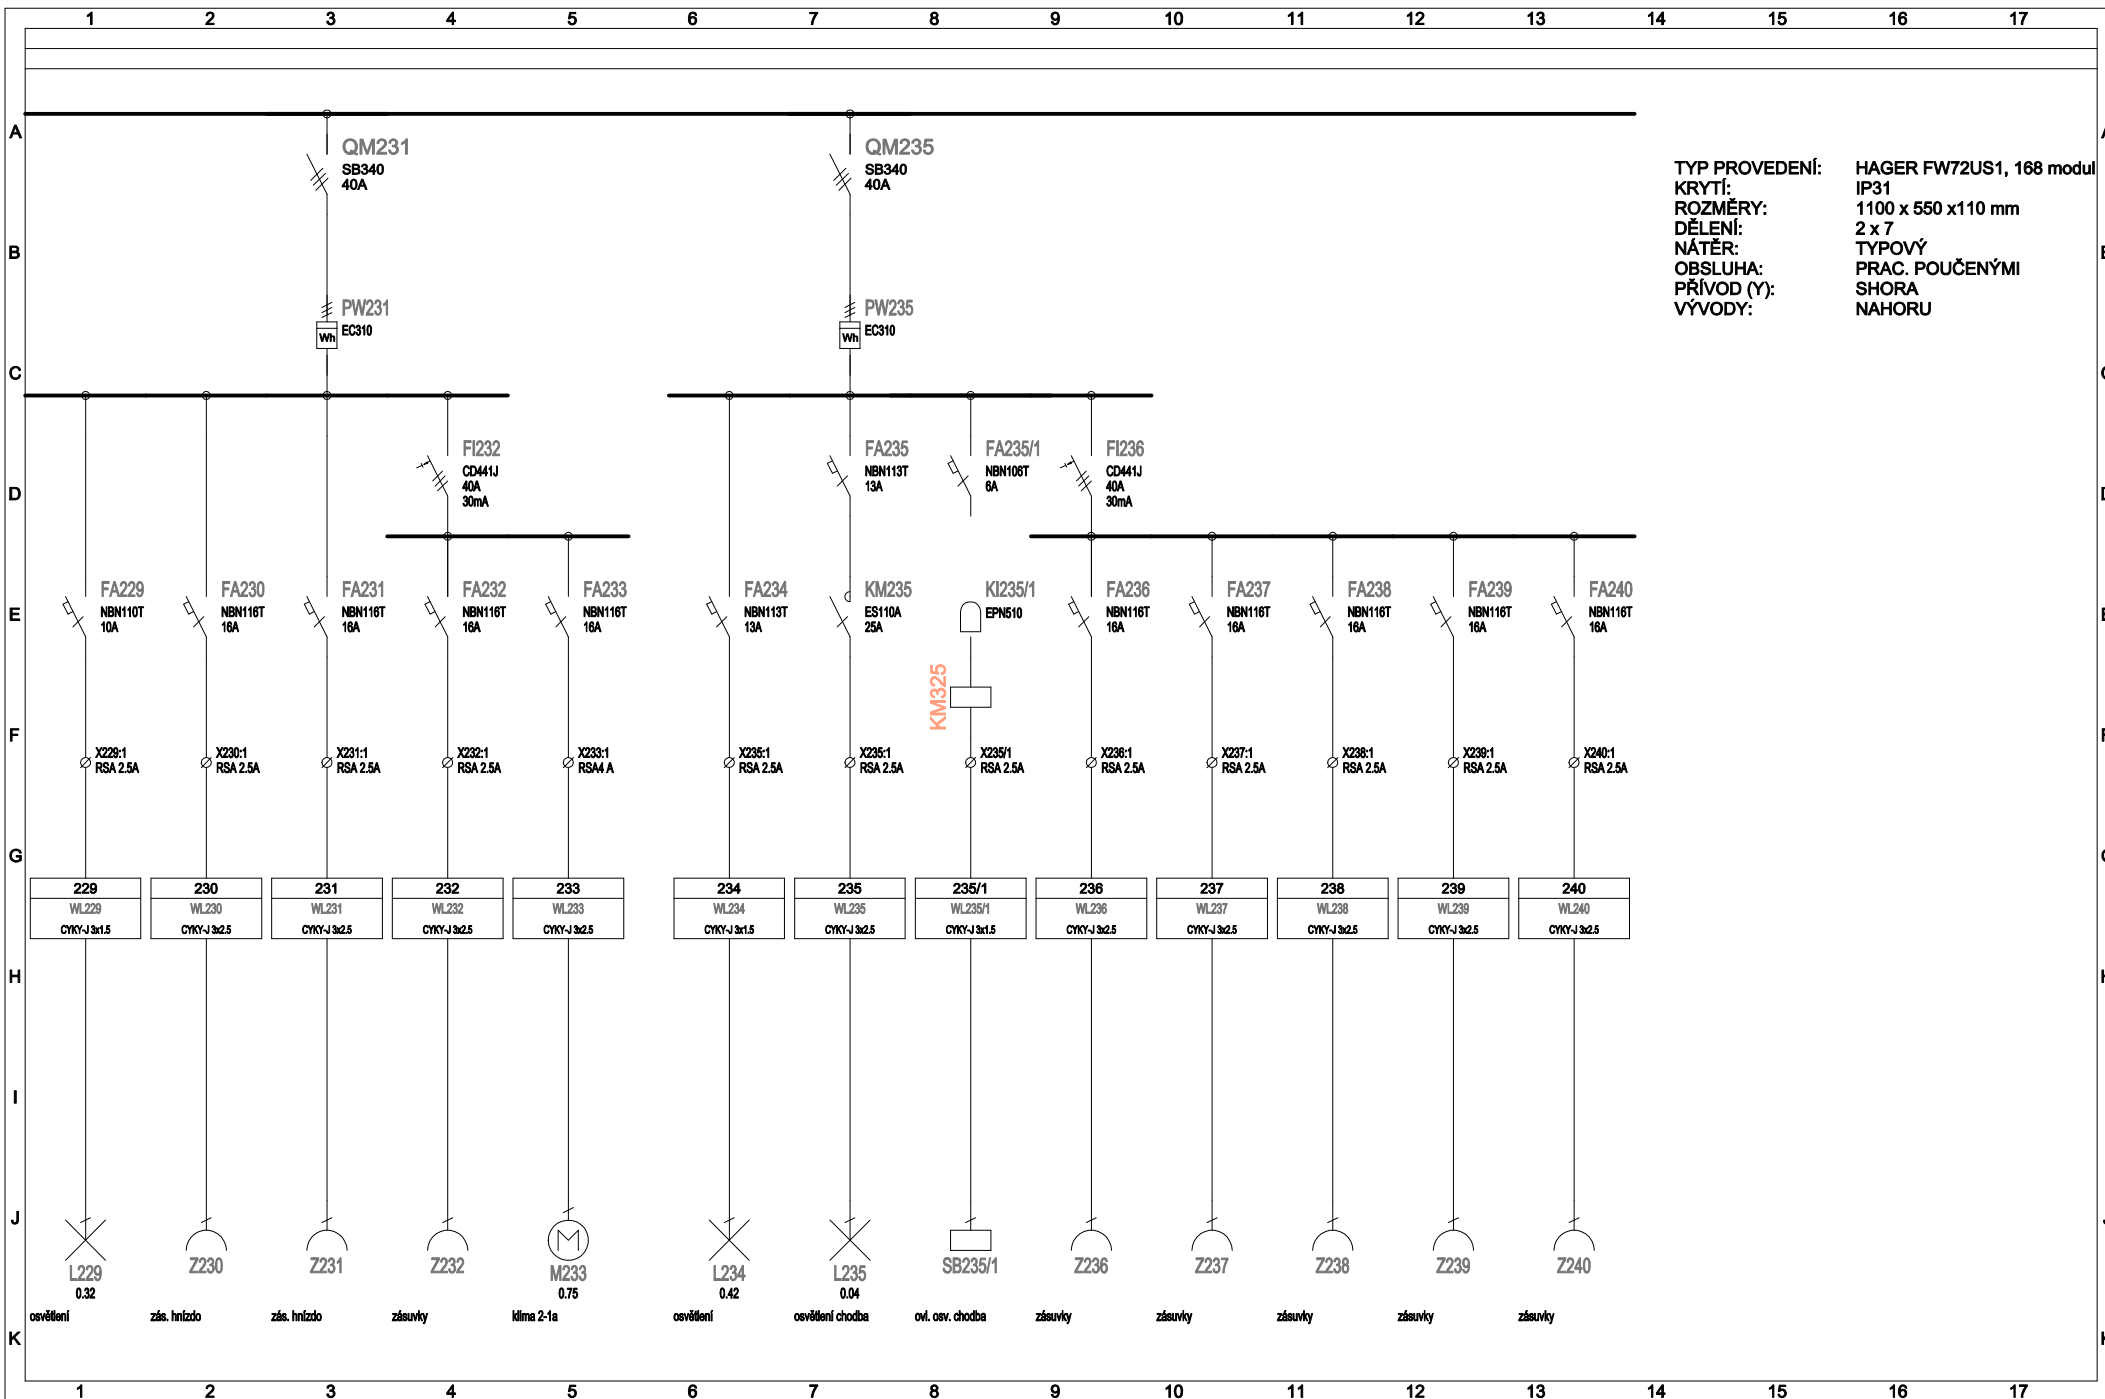 1 2 3 4 5 6 7 8 9 10 11 12 13 14 15 16 17
A
QM231
SB340
40A
QM235
SB340
40A
TYP PROVEDENÍ: HAGER FW72US1, 168 modul
KRYTÍ: IP31
ROZMĚRY: 1100 x 550 x110 mm
DĚLENÍ: 2 x 7
NÁTĚR: TYPOVÝ
OBSLUHA: PRAC. POUČENÝMI
PŘÍVOD (Y): SHORA
VÝVODY: NAHORU
B
PW231
EC310
Wh
PW235
EC310
Wh
C
D
FI232
CD441J
40A
30mA
FA235
NBN113T
13A
FA235/1
NBN106T
6A
FI236
CD441J
40A
30mA
E
FA229
NBN110T
10A
FA230
NBN116T
16A
FA231
NBN116T
16A
FA232
NBN116T
16A
FA233
NBN116T
16A
FA234
NBN113T
13A
KM235
ES110A
25A
KI235/1
EPN510
FA236
NBN116T
16A
FA237
NBN116T
16A
FA238
NBN116T
16A
FA239
NBN116T
16A
FA240
NBN116T
16A
KM325
F
X229:1
RSA 2.5A
X230:1
RSA 2.5A
X231:1
RSA 2.5A
X232:1
RSA 2.5A
X233:1
RSA4 A
X235:1
RSA 2.5A
X235:1
RSA 2.5A
X235/1
RSA 2.5A
X236:1
RSA 2.5A
X237:1
RSA 2.5A
X238:1
RSA 2.5A
X239:1
RSA 2.5A
X240:1
RSA 2.5A
G
229
WL229
CYKY-J 3x1.5
230
WL230
CYKY-J 3x2.5
231
WL231
CYKY-J 3x2.5
232
WL232
CYKY-J 3x2.5
233
WL233
CYKY-J 3x2.5
234
WL234
CYKY-J 3x1.5
235
WL235
CYKY-J 3x2.5
235/1
WL235/1
CYKY-J 3x1.5
236
WL236
CYKY-J 3x2.5
237
WL237
CYKY-J 3x2.5
238
WL238
CYKY-J 3x2.5
239
WL239
CYKY-J 3x2.5
240
WL240
CYKY-J 3x2.5
H
I
J
L229
0.32
osvětlení
Z230
zás. hnízdo
Z231
zás. hnízdo
Z232
zásuvky
M
M233
0.75
klima 2-1a
L234
0.42
osvětlení
L235
0.04
osvětlení chodba
SB235/1
ovl. osv. chodba
Z236
zásuvky
Z237
zásuvky
Z238
zásuvky
Z239
zásuvky
Z240
zásuvky
K
1 2 3 4 5 6 7 8 9 10 11 12 13 14 15 16 17